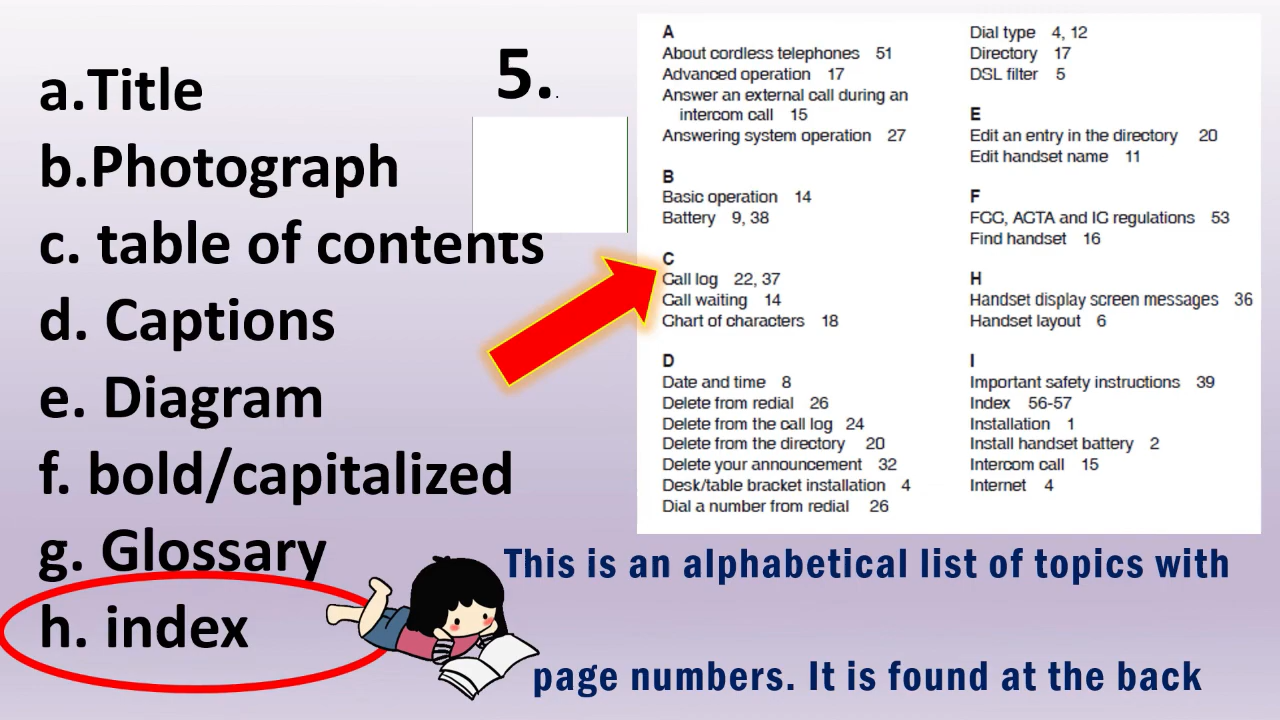 a.Title
b.Photograph
c. table of contents
d. Captions
e. Diagram
f. bold/capitalized
g. Glossary
h. index
5.
A
About cordless telephones 51
Advanced operation 17
Answer an external call during an
intercom call 15
Answering system operation 27
B
Basic operation 14
Battery 9, 38
C
Call log 22, 37
Call waiting 14
Chart of characters 18
D
Date and time 8
Delete from redial 26
Delete from the call log 24
Delete from the directory 20
Delete your announcement 32
Desk/table bracket installation 4
Dial a number from redial 26
Dial type 4, 12
Directory 17
DSL filter 5
E
Edit an entry in the directory 20
Edit handset name 11
F
FCC, ACTA and IC regulations 53
Find handset 16
H
Handset display screen messages 36
Handset layout 6
I
Important safety instructions 39
Index 56-57
Installation 1
Install handset battery 2
Intercom call 15
Internet 4
This is an alphabetical list of topics with
page numbers. It is found at the back